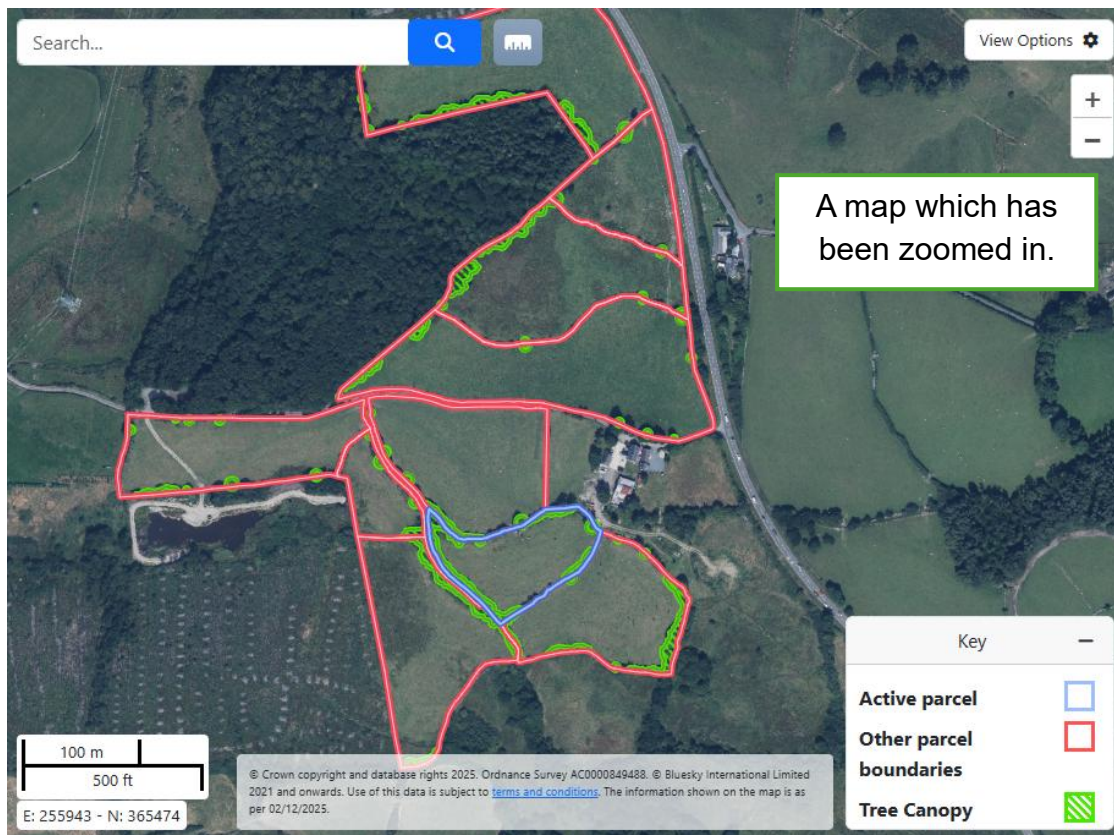 Search...
View Options
+
−
A map which has
been zoomed in.
Key
−
Active parcel
Other parcel
boundaries
Tree Canopy
100 m
500 ft
E: 255943 - N: 365474
© Crown copyright and database rights 2025. Ordnance Survey AC0000849488. © Bluesky International Limited
2021 and onwards. Use of this data is subject to terms and conditions. The information shown on the map is as
per 02/12/2025.